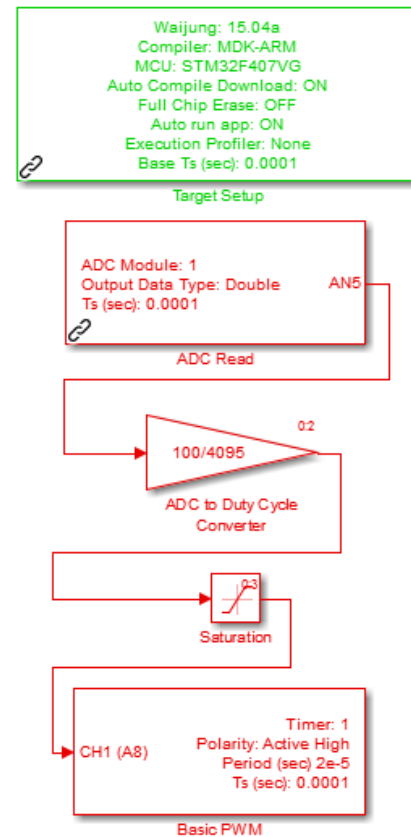 Waijung: 15.04a
Compiler: MDK-ARM
MCU: STM32F407VG
Auto Compile Download: ON
Full Chip Erase: OFF
Auto run app: ON
Execution Profiler: None
Base Ts (sec): 0.0001
Target Setup
ADC Module: 1
Output Data Type: Double
Ts (sec): 0.0001
AN5
ADC Read
0:2
100/4095
ADC to Duty Cycle
Converter
0:3
Saturation
Timer: 1
Polarity: Active High
CH1 (A8)
Period (sec) 2e-5
Ts (sec): 0.0001
Basic PWM